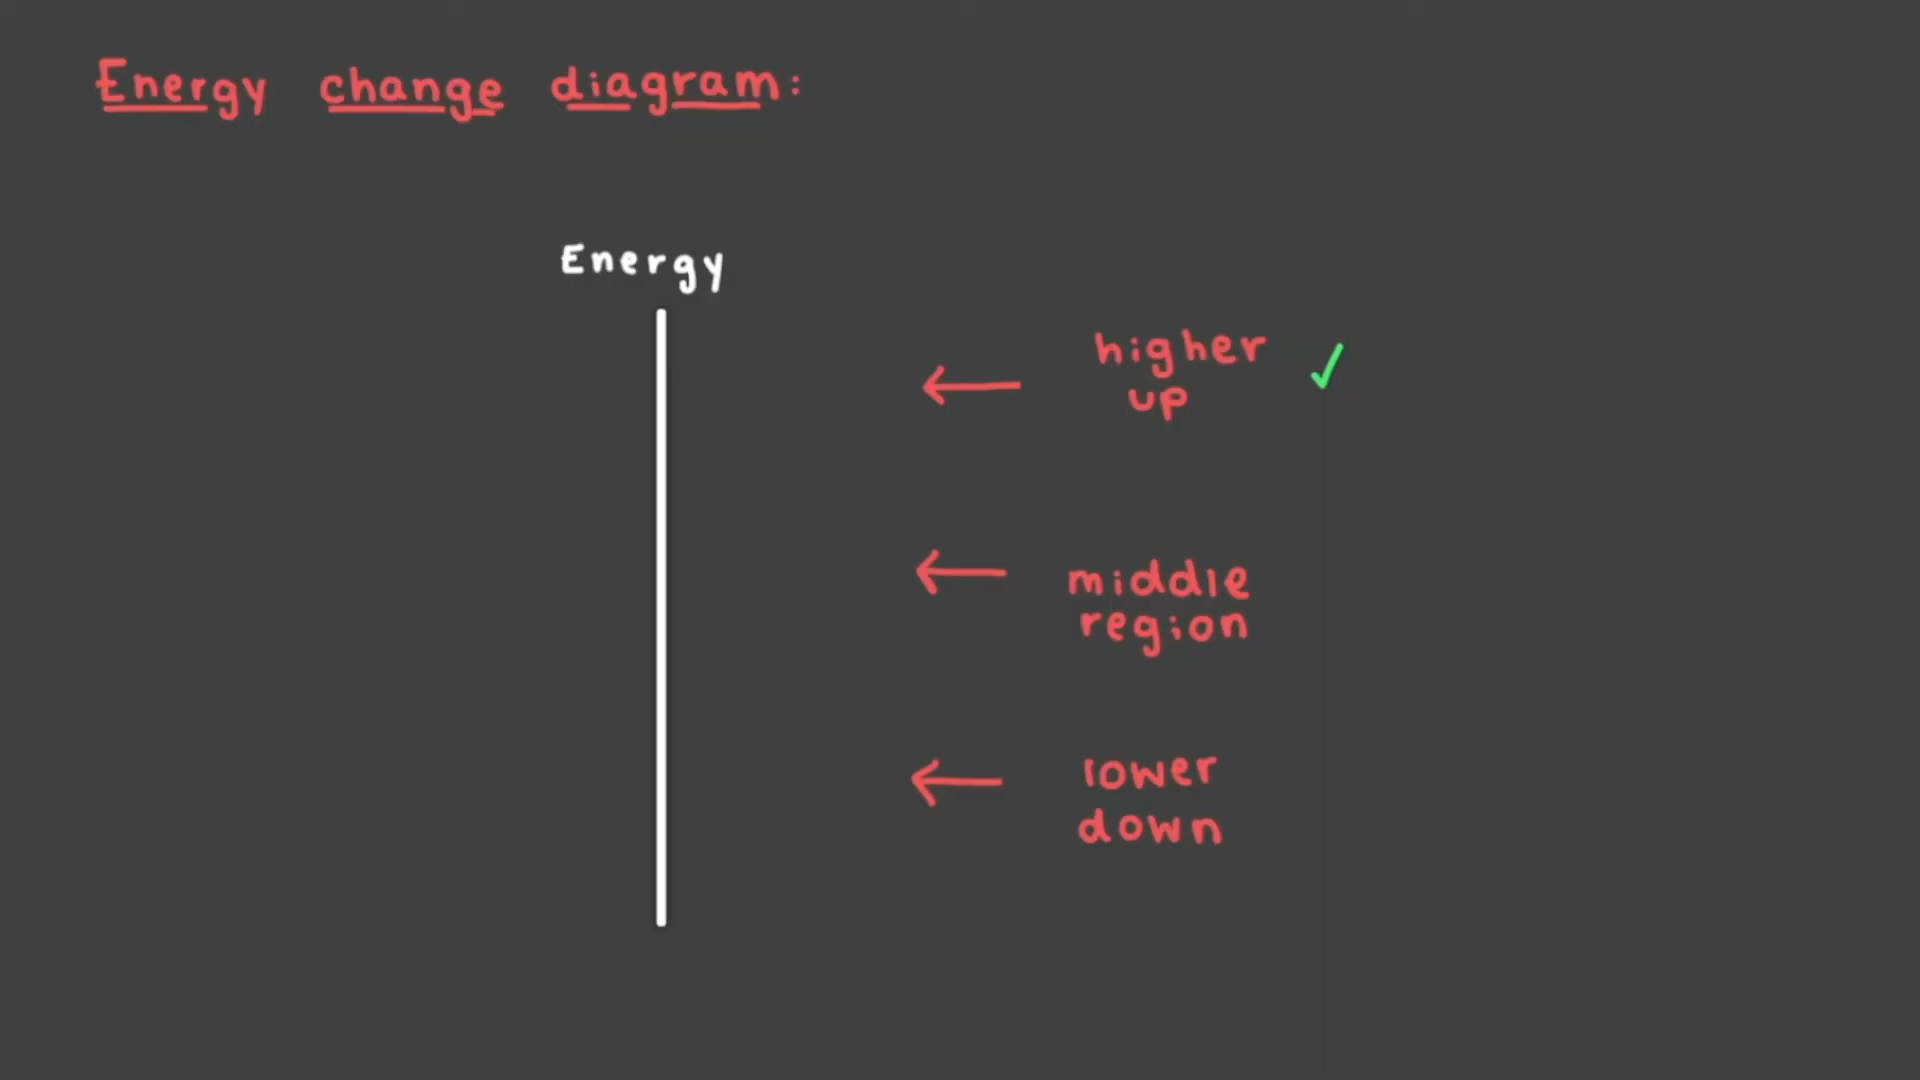 Energy change diagram:
Energy
higher
up
middle
region
lower
down